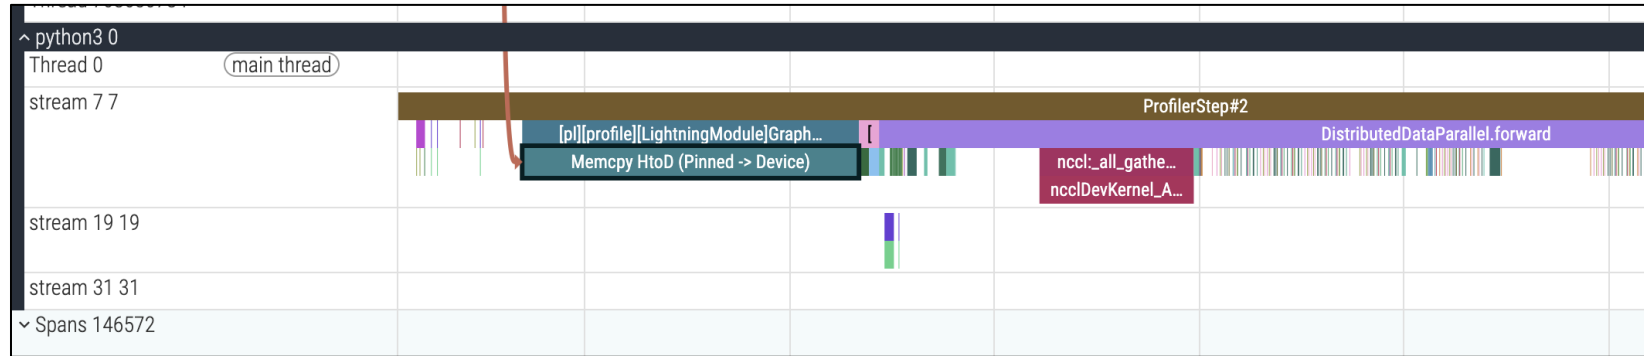 python3 0
Thread 0 main thread
stream 7 7 ProfilerStep#2
[pl][profile][LightningModule]Graph... [ DistributedDataParallel.forward
Memcpy HtoD (Pinned -> Device) nccl:_all_gathe...
ncclDevKernel_A...
stream 19 19
stream 31 31
Spans 146572